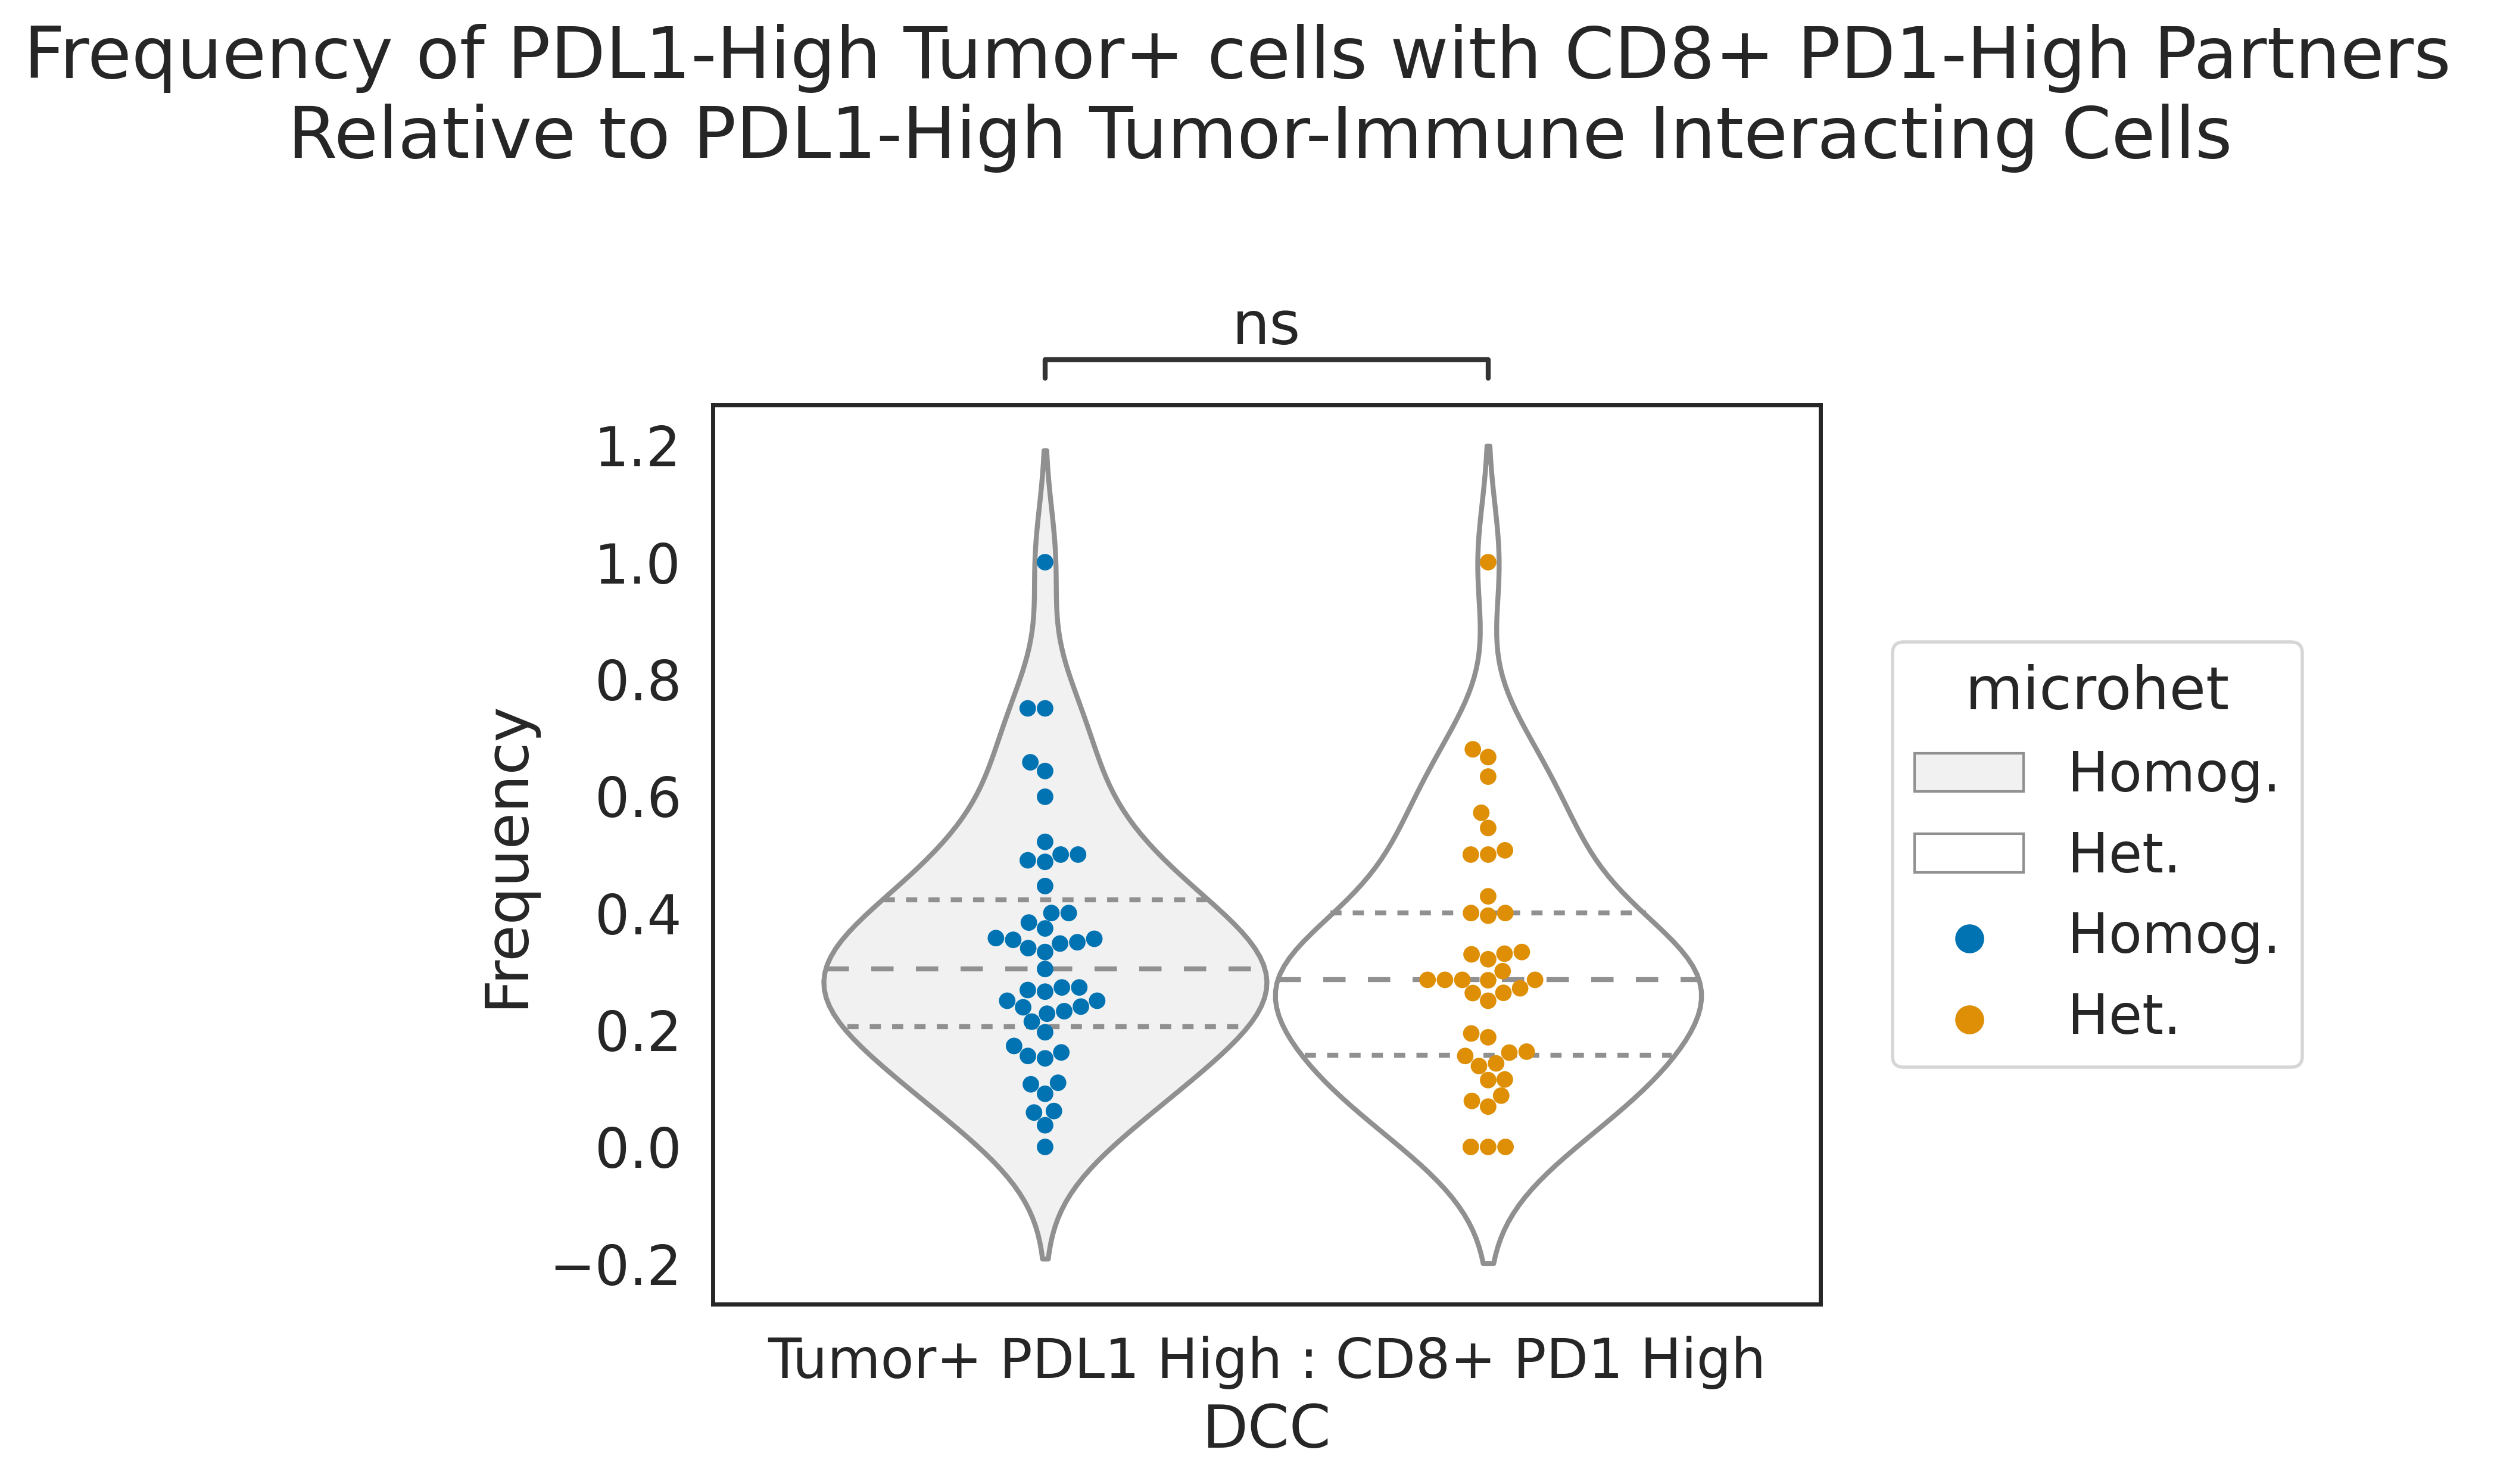 Frequency of PDL1-High Tumor+ cells with CD8+ PD1-High Partners
Relative to PDL1-High Tumor-Immune Interacting Cells
ns
1.2
1.0
0.8
0.6
0.4
0.2
0.0
−0.2
Frequency
Tumor+ PDL1 High : CD8+ PD1 High
DCC
microhet
Homog.
Het.
Homog.
Het.